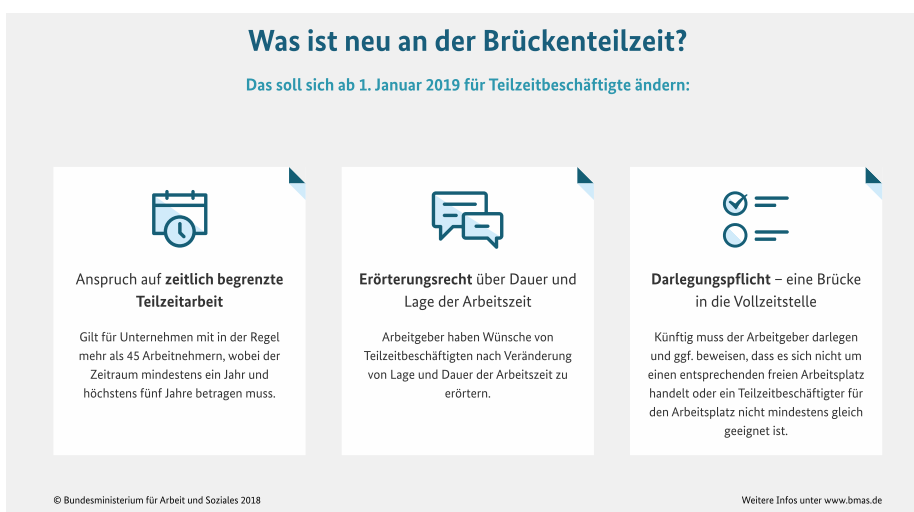 Was ist neu an der Brückenteilzeit?
Das soll sich ab 1. Januar 2019 für Teilzeitbeschäftigte ändern:
Anspruch auf zeitlich begrenzte
Teilzeitarbeit
Gilt für Unternehmen mit in der Regel
mehr als 45 Arbeitnehmern, wobei der
Zeitraum mindestens ein Jahr und
höchstens fünf Jahre betragen muss.
Erörterungsrecht über Dauer und
Lage der Arbeitszeit
Arbeitgeber haben Wünsche von
Teilzeitbeschäftigten nach Veränderung
von Lage und Dauer der Arbeitszeit zu
erörtern.
Darlegungspflicht – eine Brücke
in die Vollzeitstelle
Künftig muss der Arbeitgeber darlegen
und ggf. beweisen, dass es sich nicht um
einen entsprechenden freien Arbeitsplatz
handelt oder ein Teilzeitbeschäftigter für
den Arbeitsplatz nicht mindestens gleich
geeignet ist.
© Bundesministerium für Arbeit und Soziales 2018
Weitere Infos unter www.bmas.de